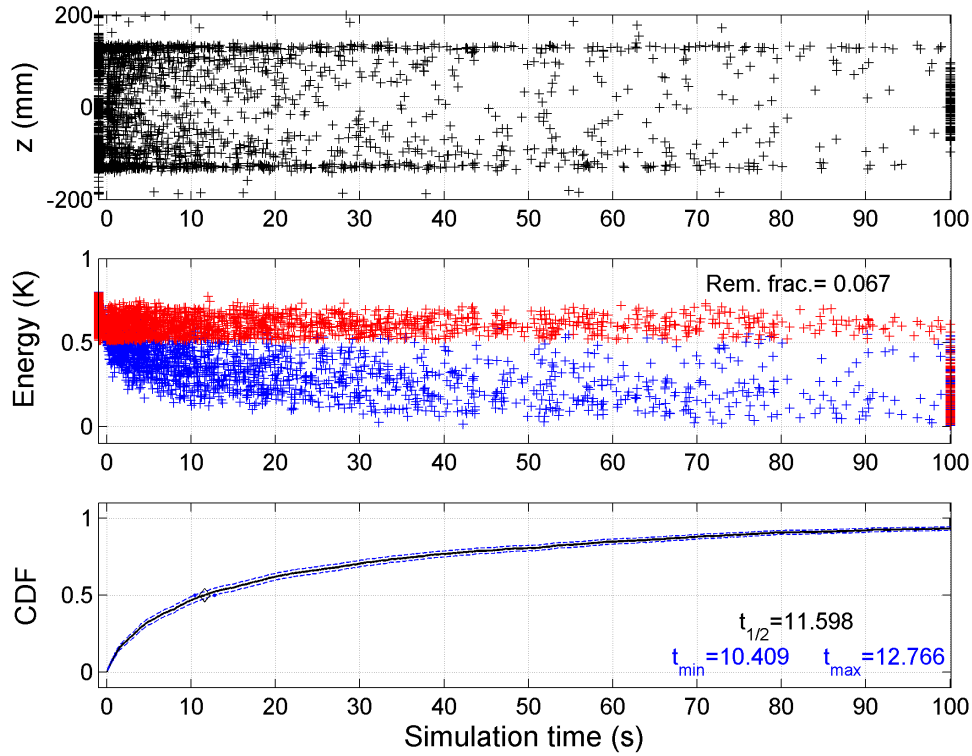 200
0
-200
z (mm)
0 10 20 30 40 50 60 70 80 90 100
1
0.5
0
Energy (K)
Rem. frac.= 0.067
0 10 20 30 40 50 60 70 80 90 100
1
0.5
0
CDF
t1/2=11.598
tmin=10.409 tmax=12.766
0 10 20 30 40 50 60 70 80 90 100
Simulation time (s)